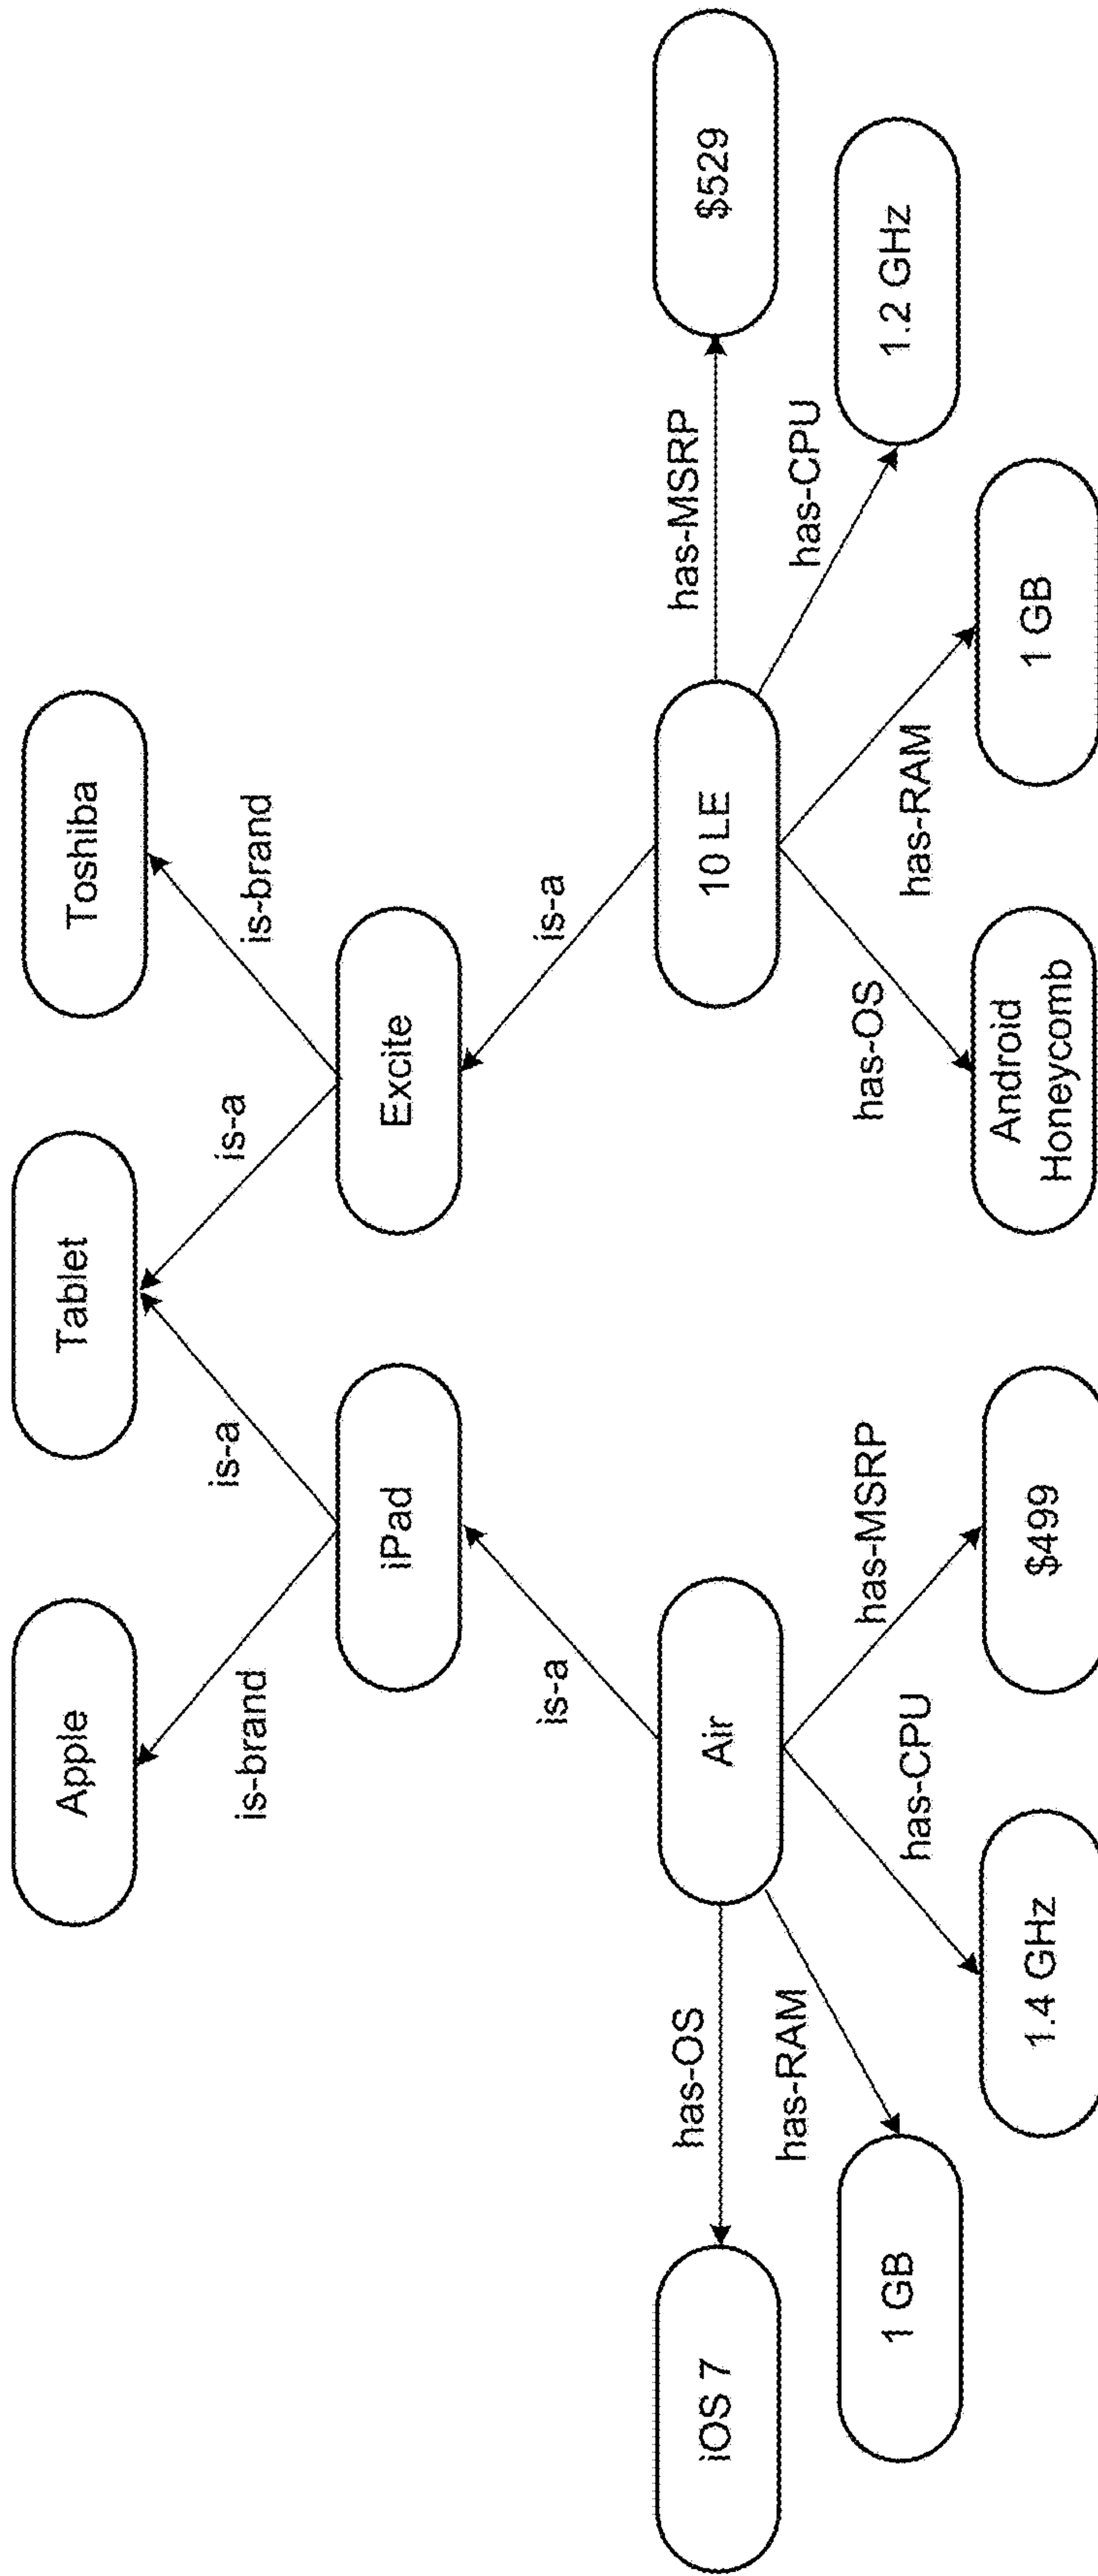 Apple
Tablet
Toshiba
is-brand
is-a
is-a
is-brand
iPad
Excite
is-a
is-a
iOS 7
has-OS
Air
10 LE
has-MSRP
$529
has-RAM
has-CPU
has-MSRP
has-OS
has-RAM
has-CPU
1 GB
1.2 GHz
1.4 GHz
$499
Android
Honeycomb
1 GB